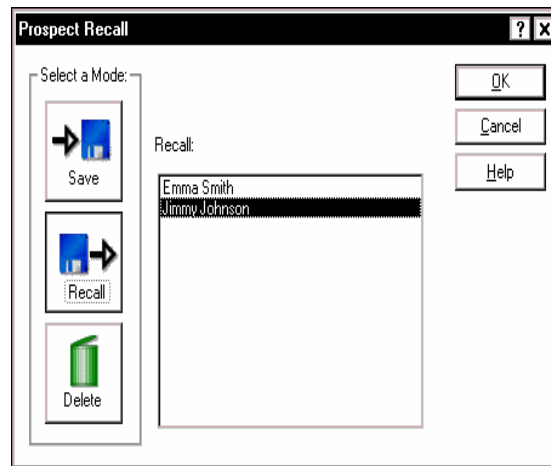 Prospect Recall
? X
Select a Mode:
Save
Recall
Delete
Recall:
Emma Smith
Jimmy Johnson
OK
Cancel
Help